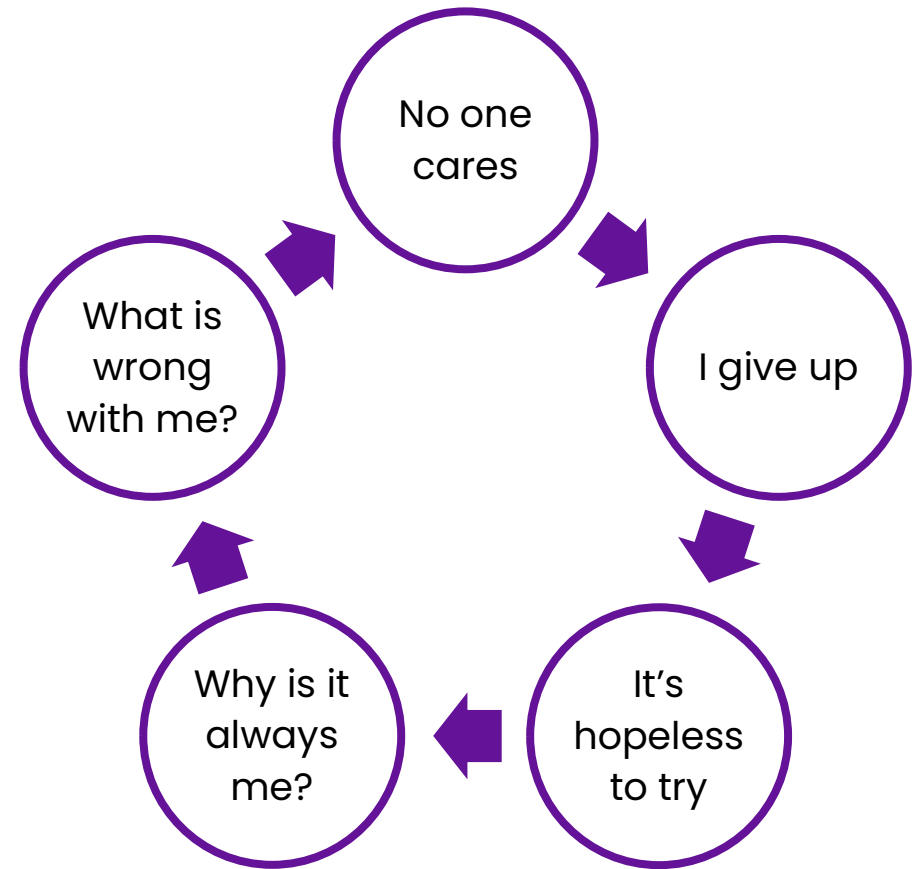 No one
cares
I give up
It’s
hopeless
to try
Why is it
always
me?
What is
wrong
with me?